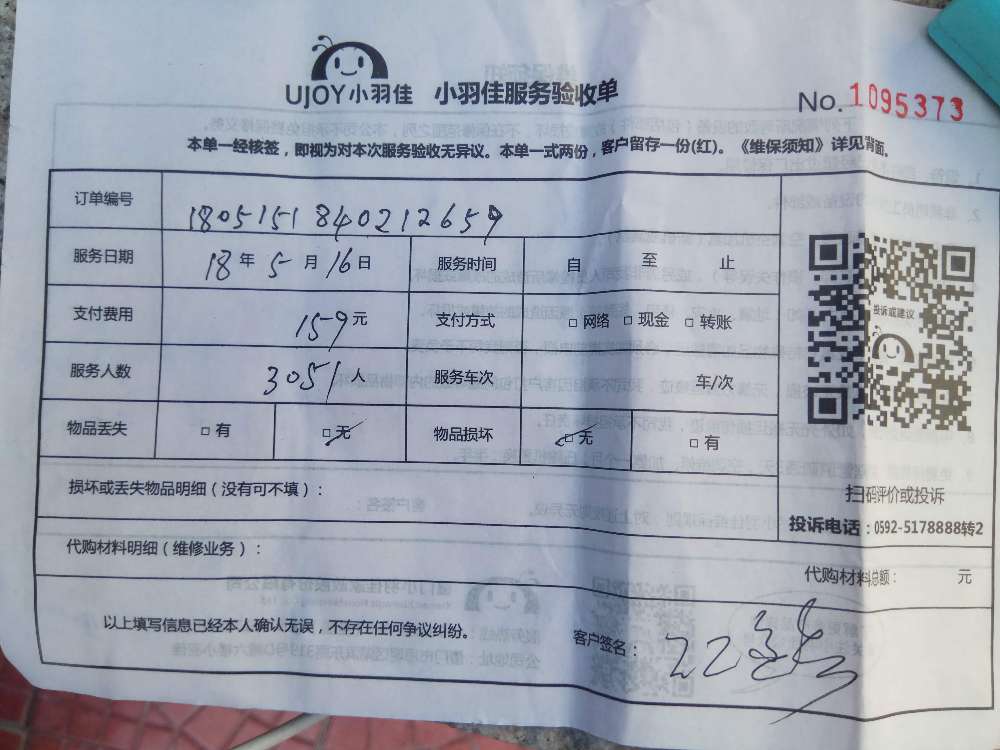 UJOY小羽佳 小羽佳服务验收单
No. 1095373
本单一经核签，即视为对本次服务验收无异议。本单一式两份，客户留存一份(红)。《维保须知》详见背面。
订单编号 1805151840212659
服务日期 18 年 5 月 16 日 服务时间 自 至 止
支付费用 159 元 支付方式 □ 网络 □ 现金 □ 转账
投诉或建议
服务人数 3051 人 服务车次 车/次
物品丢失 □ 有 □ 无 物品损坏 □ 无 □ 有
损坏或丢失物品明细（没有可不填）：
扫码评价或投诉
投诉电话：0592-5178888转2
代购材料明细（维修业务）：
代购材料总额： 元
以上填写信息已经本人确认无误，不存在任何争议纠纷。
客户签名：